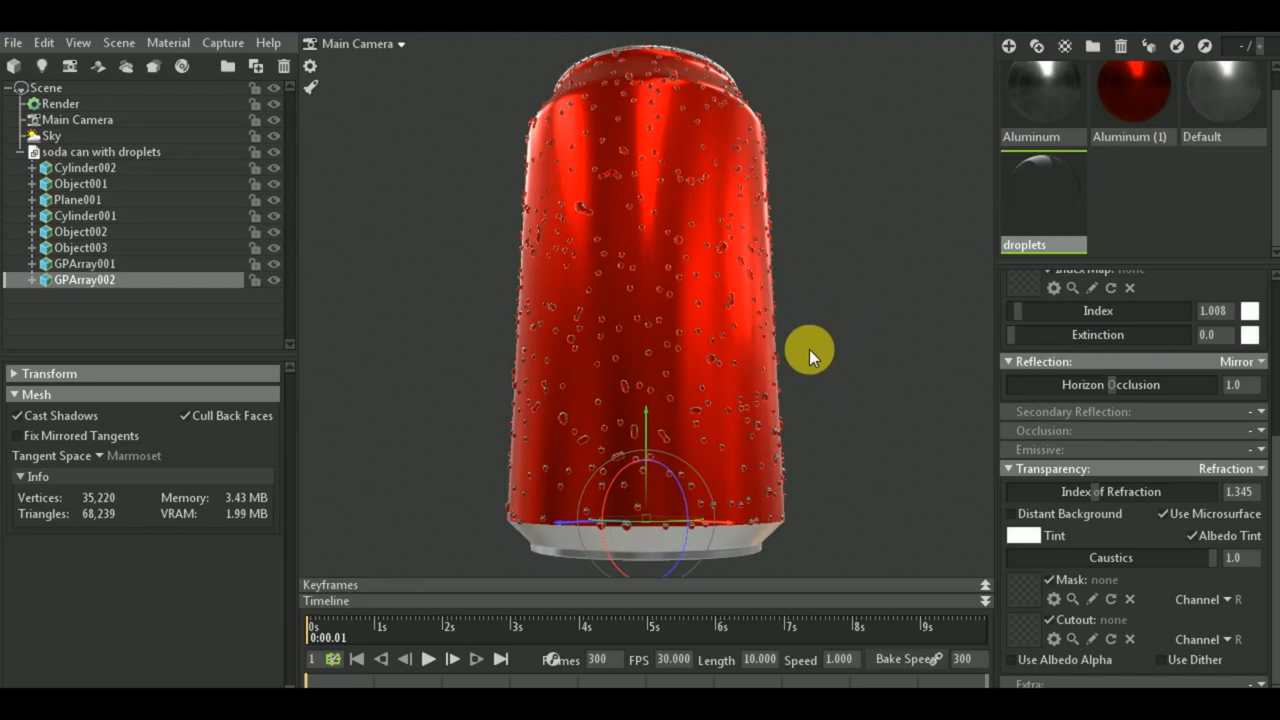 File Edit View Scene Material Capture Help
Main Camera
- /
Scene
Render
Main Camera
Sky
soda can with droplets
Cylinder002
Object001
Plane001
Cylinder001
Object002
Object003
GPArray001
GPArray002
Transform
Mesh
Cast Shadows Cull Back Faces
Fix Mirrored Tangents
Tangent Space Marmoset
Info
Vertices: 35,220 Memory: 3.43 MB
Triangles: 68,239 VRAM: 1.99 MB
Keyframes
Timeline
0s 1s 2s 3s 4s 5s 6s 7s 8s 9s
0:00.01
1 Frames 300 FPS 30.000 Length 10.000 Speed 1.000 Bake Speed 300
Aluminum Aluminum (1) Default
droplets
Index Map: none
Index 1.008
Extinction 0.0
Reflection: Mirror
Horizon Occlusion 1.0
Secondary Reflection: -
Occlusion: -
Emissive: -
Transparency: Refraction
Index of Refraction 1.345
Distant Background Use Microsurface
Tint Albedo Tint
Caustics 1.0
Mask: none
Channel R
Cutout: none
Channel R
Use Albedo Alpha Use Dither
Extra: -